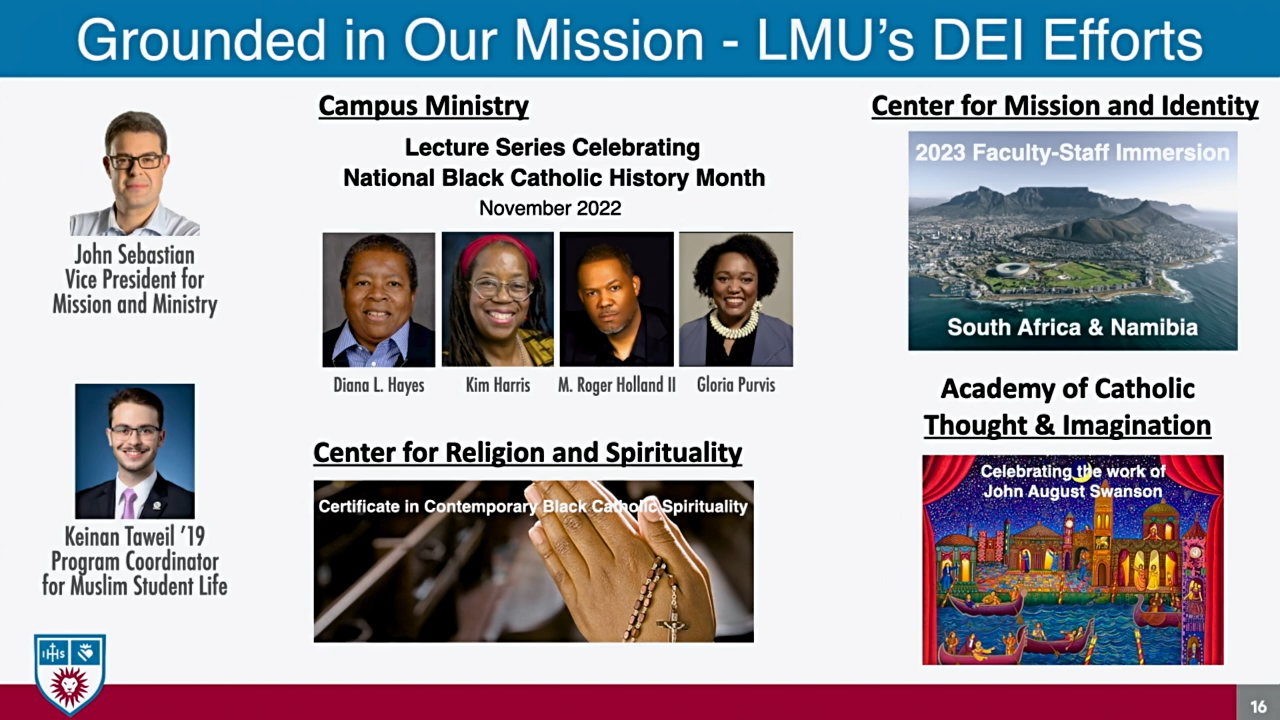 Grounded in Our Mission - LMU's DEI Efforts
John Sebastian
Vice President for
Mission and Ministry
Keinan Taweil '19
Program Coordinator
for Muslim Student Life
Campus Ministry
Lecture Series Celebrating
National Black Catholic History Month
November 2022
Diana L. Hayes
Kim Harris
M. Roger Holland II
Gloria Purvis
Center for Religion and Spirituality
Certificate in Contemporary Black Catholic Spirituality
Center for Mission and Identity
2023 Faculty-Staff Immersion
South Africa & Namibia
Academy of Catholic
Thought & Imagination
Celebrating the work of
John August Swanson
IHS
16